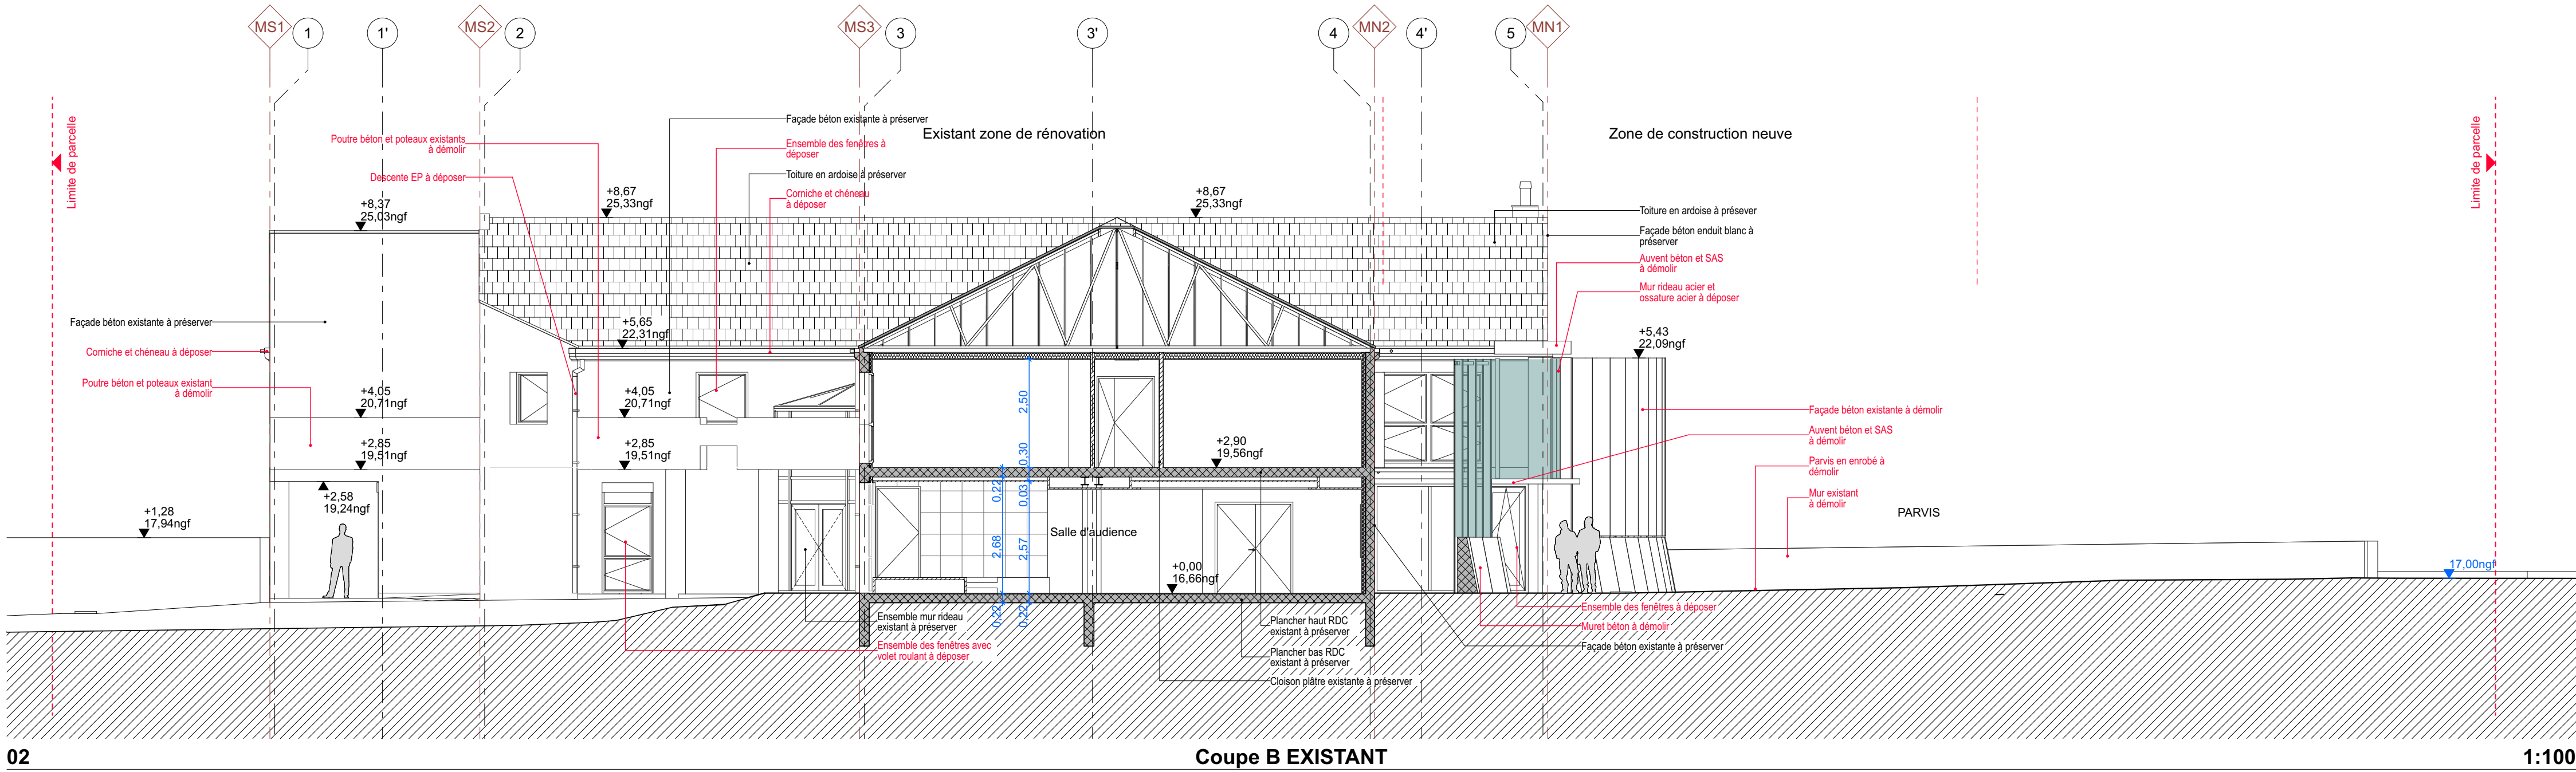 MS1
1
1'
MS2
2
MS3
3
3'
4
MN2
4'
5
MN1
Limite de parcelle
Limite de parcelle
Façade béton existante à préserver
Existant zone de rénovation
Zone de construction neuve
Poutre béton et poteaux existants
à démolir
Ensemble des fenêtres à
déposer
Descente EP à déposer
Toiture en ardoise à préserver
Corniche et chéneau
à déposer
+8,37
25,03ngf
+8,67
25,33ngf
+8,67
25,33ngf
Toiture en ardoise à présever
Façade béton enduit blanc à
préserver
Auvent béton et SAS
à démolir
Mur rideau acier et
ossature acier à déposer
Façade béton existante à préserver
+5,65
22,31ngf
+5,43
22,09ngf
Corniche et chéneau à déposer
Poutre béton et poteaux existant
à démolir
+4,05
20,71ngf
+4,05
20,71ngf
2,50
Façade béton existante à démolir
Auvent béton et SAS
à démolir
+2,85
19,51ngf
+2,85
19,51ngf
+2,90
19,56ngf
0,30
Parvis en enrobé à
démolir
+2,58
19,24ngf
0,22
0,03
Mur existant
à démolir
+1,28
17,94ngf
PARVIS
Salle d'audience
2,68
2,57
+0,00
16,66ngf
17,00ngf
0,22
0,22
Ensemble mur rideau
existant à préserver
Ensemble des fenêtres avec
volet roulant à déposer
Plancher haut RDC
existant à préserver
Plancher bas RDC
existant à préserver
Cloison plâtre existante à préserver
Ensemble des fenêtres à déposer
Muret béton à démolir
Façade béton existante à préserver
02
Coupe B EXISTANT
1:100